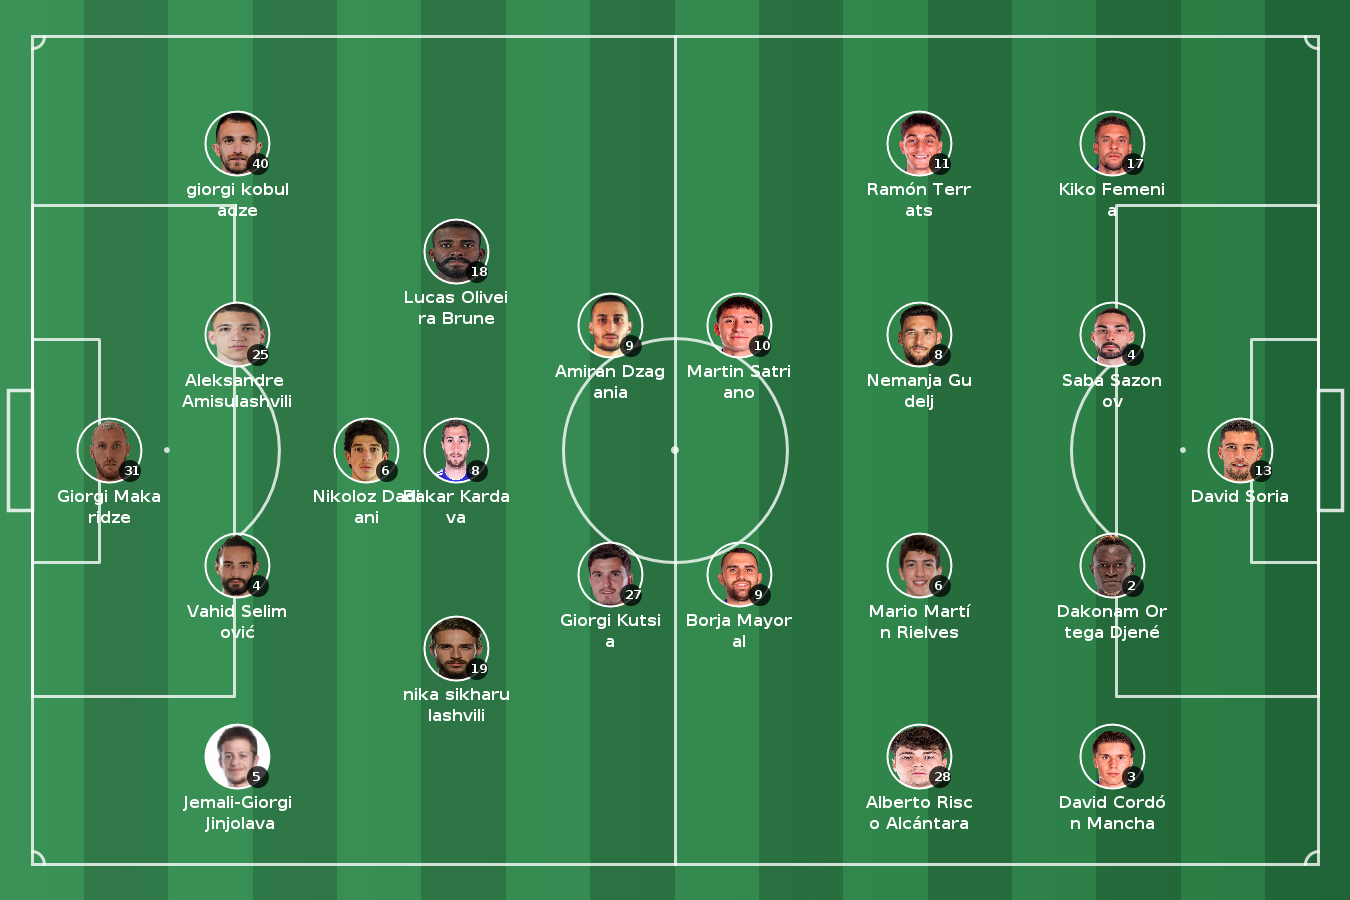 40
giorgi kobul
adze
11
Ramón Terr
ats
17
Kiko Femeni
a
18
Lucas Olivei
ra Brune
25
Aleksandre
Amisulashvili
9
Amiran Dzag
ania
10
Martin Satri
ano
8
Nemanja Gu
delj
4
Saba Sazon
ov
31
Giorgi Maka
ridze
6
Nikoloz Dadi
ani
8
Bakar Karda
va
13
David Soria
4
Vahid Selim
ović
27
Giorgi Kutsi
a
9
Borja Mayor
al
6
Mario Martí
n Rielves
2
Dakonam Or
tega Djené
19
nika sikharu
lashvili
5
Jemali-Giorgi
Jinjolava
28
Alberto Risc
o Alcántara
3
David Cordó
n Mancha